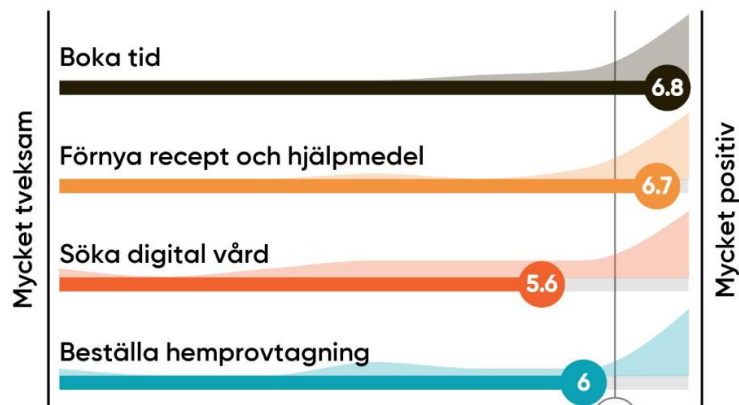 Mycket tveksam
Boka tid
6.8
Förnya recept och hjälpmedel
6.7
Söka digital vård
5.6
Beställa hemprovtagning
6
Mycket positiv